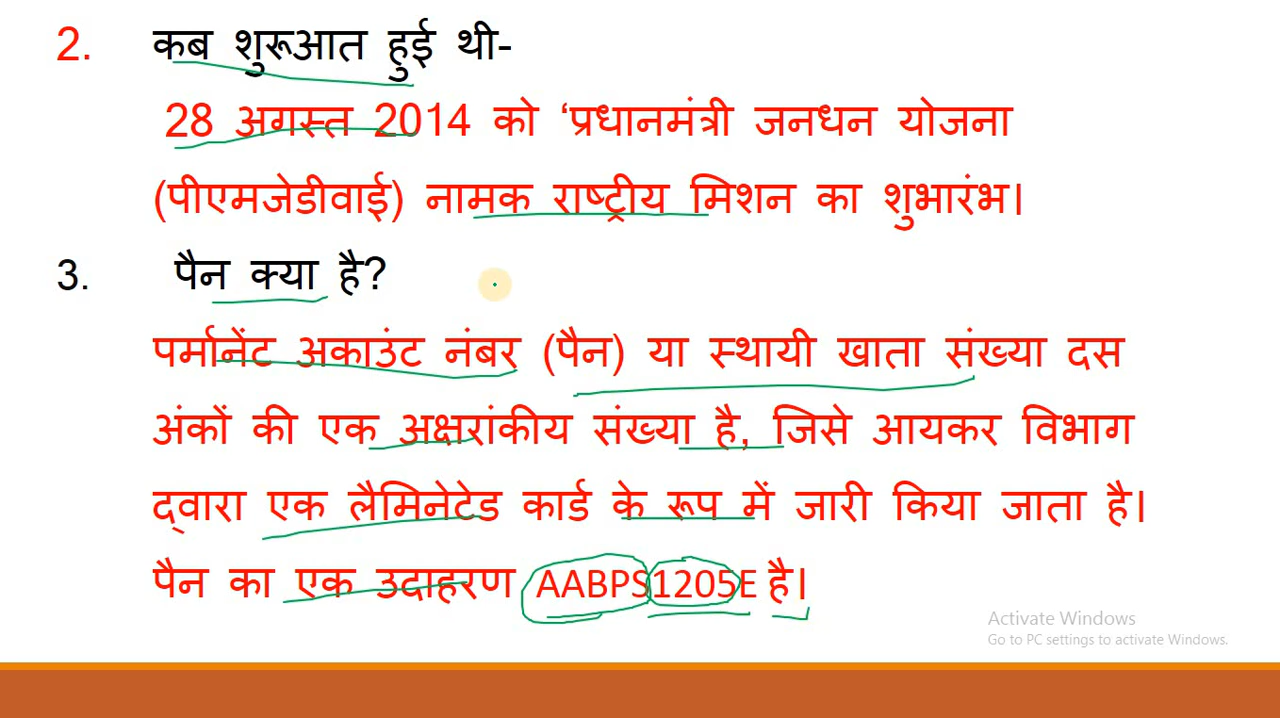 2. कब शुरूआत हुई थी-
28 अगस्त 2014 को ‘प्रधानमंत्री जनधन योजना
(पीएमजेडीवाई) नामक राष्ट्रीय मिशन का शुभारंभ।
3. पैन क्या है?
पर्मानेंट अकाउंट नंबर (पैन) या स्थायी खाता संख्या दस
अंकों की एक अक्षरांकीय संख्या है, जिसे आयकर विभाग
द्वारा एक लैमिनेटेड कार्ड के रूप में जारी किया जाता है।
पैन का एक उदाहरण AABPS1205E है।
Activate Windows
Go to PC settings to activate Windows.